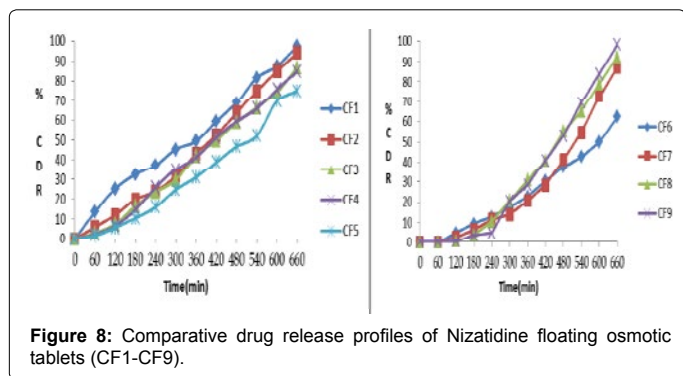 100
90
80
70
60
50
40
30
20
10
0
%
C
D
R
0 60 120 180 240 300 360 420 480 540 600 660
Time(min)
CF1
CF2
CF3
CF4
CF5
100
90
80
70
60
50
40
30
20
10
0
%
C
D
R
0 60 120 180 240 300 360 420 480 540 600 660
Time(min)
CF6
CF7
CF8
CF9
Figure 8: Comparative drug release profiles of Nizatidine floating osmotic
tablets (CF1-CF9).